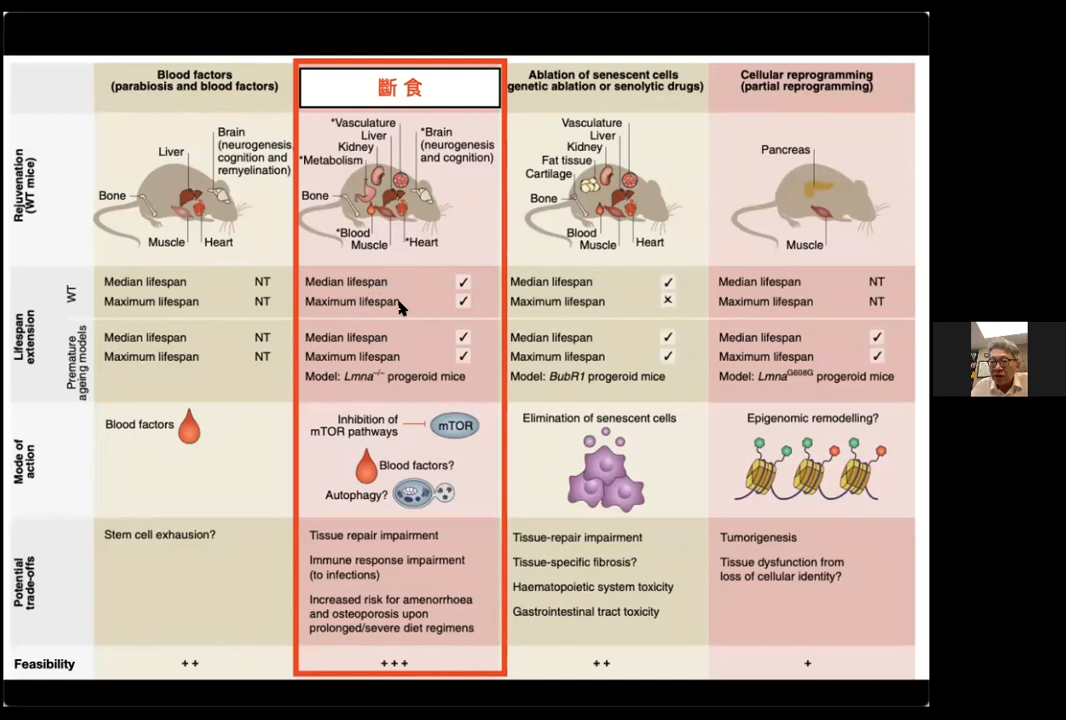 Blood factors
(parabiosis and blood factors)
斷食
Ablation of senescent cells
genetic ablation or senolytic drugs)
Cellular reprogramming
(partial reprogramming)
Rejuvenation
(WT mice)
Brain
(neurogenesis,
cognition and
remyelination)
Liver
Bone
Muscle
Heart
*Vasculature
Liver
Kidney
*Metabolism
*Brain
(neurogenesis
and cognition)
Bone
*Blood
Muscle
*Heart
Vasculature
Liver
Kidney
Fat tissue
Cartilage
Bone
Blood
Muscle
Heart
Pancreas
Muscle
Lifespan
extension
WT
Median lifespan NT
Maximum lifespan NT
Median lifespan ✓
Maximum lifespan ✓
Median lifespan ✓
Maximum lifespan ×
Median lifespan NT
Maximum lifespan NT
Premature
ageing models
Median lifespan NT
Maximum lifespan NT
Median lifespan ✓
Maximum lifespan ✓
Model: Lmna−/− progeroid mice
Median lifespan ✓
Maximum lifespan ✓
Model: BubR1 progeroid mice
Median lifespan ✓
Maximum lifespan ✓
Model: LmnaG608G progeroid mice
Mode of
action
Blood factors
Inhibition of
mTOR pathways
mTOR
Blood factors?
Autophagy?
Elimination of senescent cells
Epigenomic remodelling?
Potential
trade-offs
Stem cell exhausion?
Tissue repair impairment
Immune response impairment
(to infections)
Increased risk for amenorrhoea
and osteoporosis upon
prolonged/severe diet regimens
Tissue-repair impairment
Tissue-specific fibrosis?
Haematopoietic system toxicity
Gastrointestinal tract toxicity
Tumorigenesis
Tissue dysfunction from
loss of cellular identity?
Feasibility
++
+++
++
+